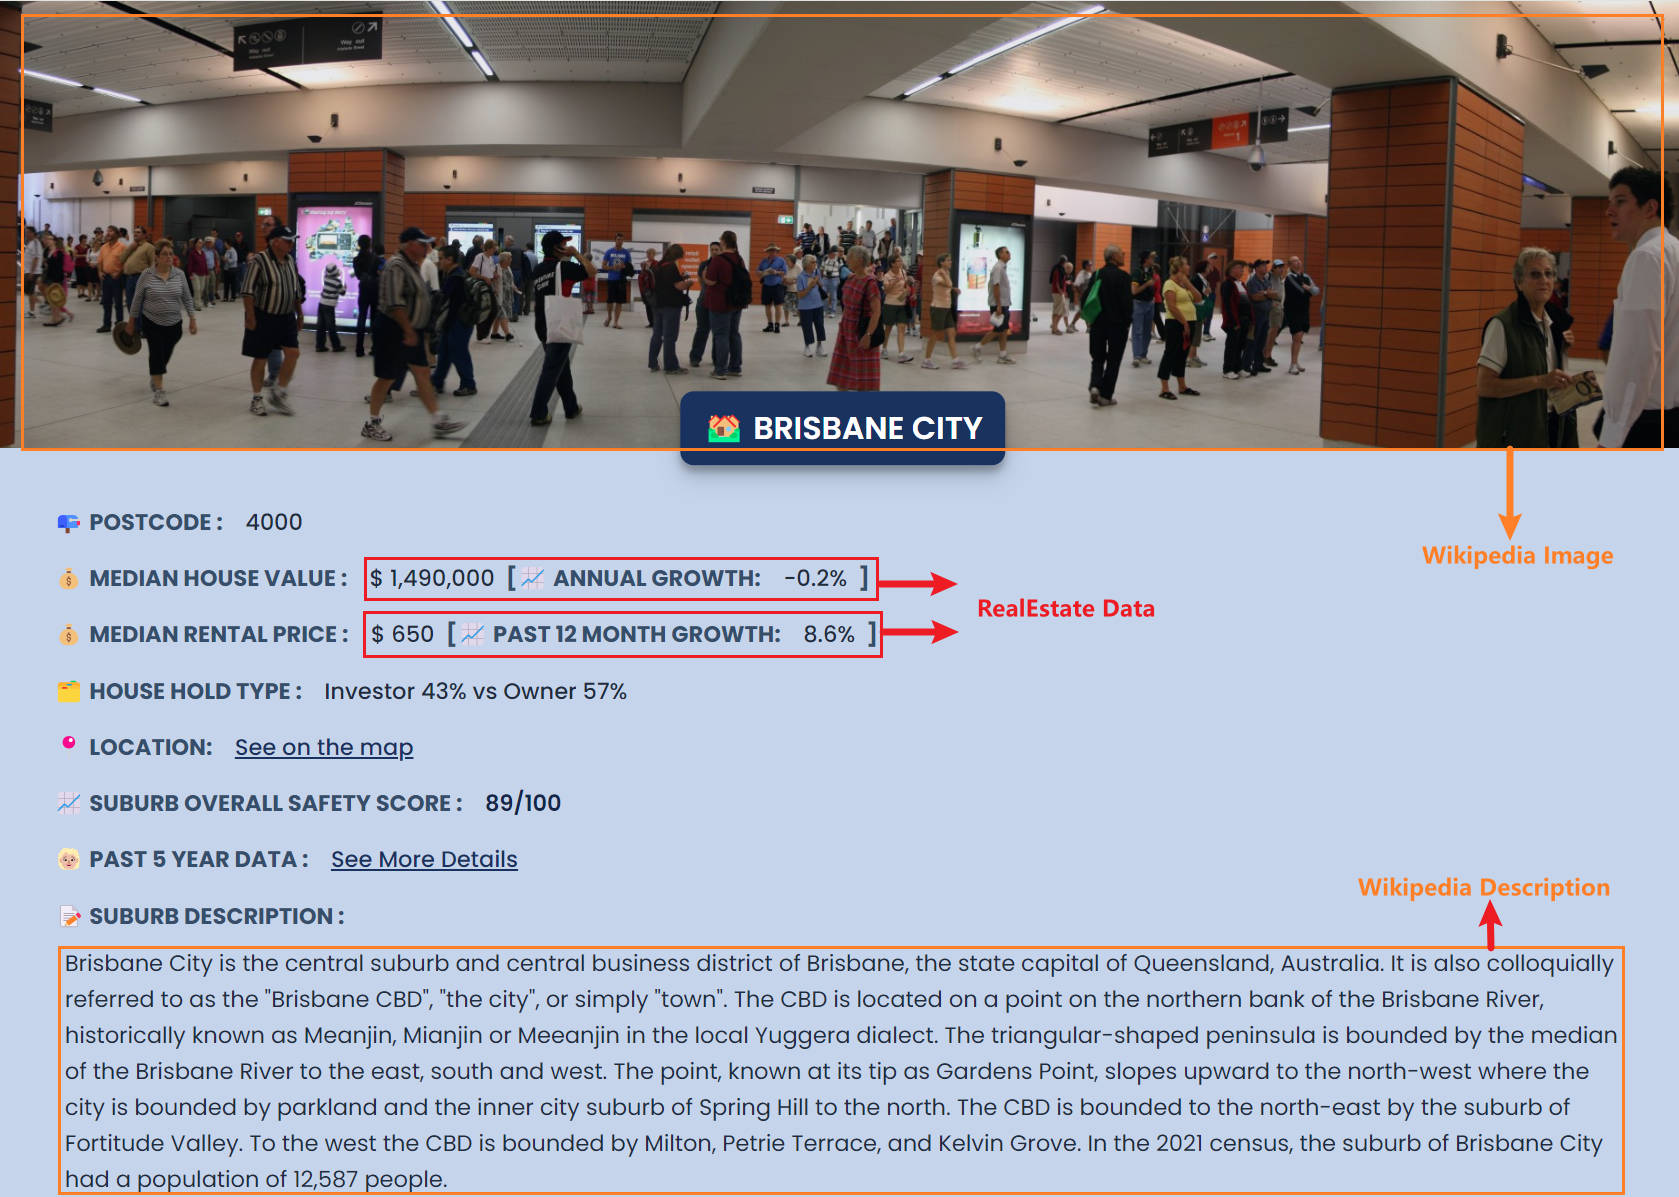 Way out
Way out
1
BRISBANE CITY
POSTCODE : 4000
MEDIAN HOUSE VALUE : $ 1,490,000 [ ANNUAL GROWTH: -0.2% ]
MEDIAN RENTAL PRICE : $ 650 [ PAST 12 MONTH GROWTH: 8.6% ]
Wikipedia Image
RealEstate Data
HOUSE HOLD TYPE : Investor 43% vs Owner 57%
LOCATION: See on the map
SUBURB OVERALL SAFETY SCORE : 89/100
PAST 5 YEAR DATA : See More Details
Wikipedia Description
SUBURB DESCRIPTION :
Brisbane City is the central suburb and central business district of Brisbane, the state capital of Queensland, Australia. It is also colloquially
referred to as the "Brisbane CBD", "the city", or simply "town". The CBD is located on a point on the northern bank of the Brisbane River,
historically known as Meanjin, Mianjin or Meeanjin in the local Yuggera dialect. The triangular-shaped peninsula is bounded by the median
of the Brisbane River to the east, south and west. The point, known at its tip as Gardens Point, slopes upward to the north-west where the
city is bounded by parkland and the inner city suburb of Spring Hill to the north. The CBD is bounded to the north-east by the suburb of
Fortitude Valley. To the west the CBD is bounded by Milton, Petrie Terrace, and Kelvin Grove. In the 2021 census, the suburb of Brisbane City
had a population of 12,587 people.